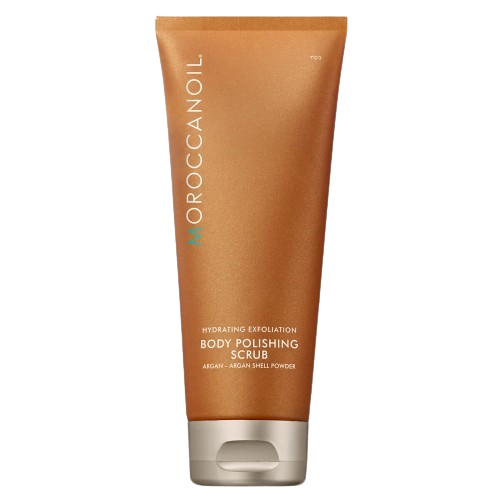 MOROCCANOIL®
HYDRATING EXFOLIATION
BODY POLISHING
SCRUB
ARGAN - ARGAN SHELL POWDER